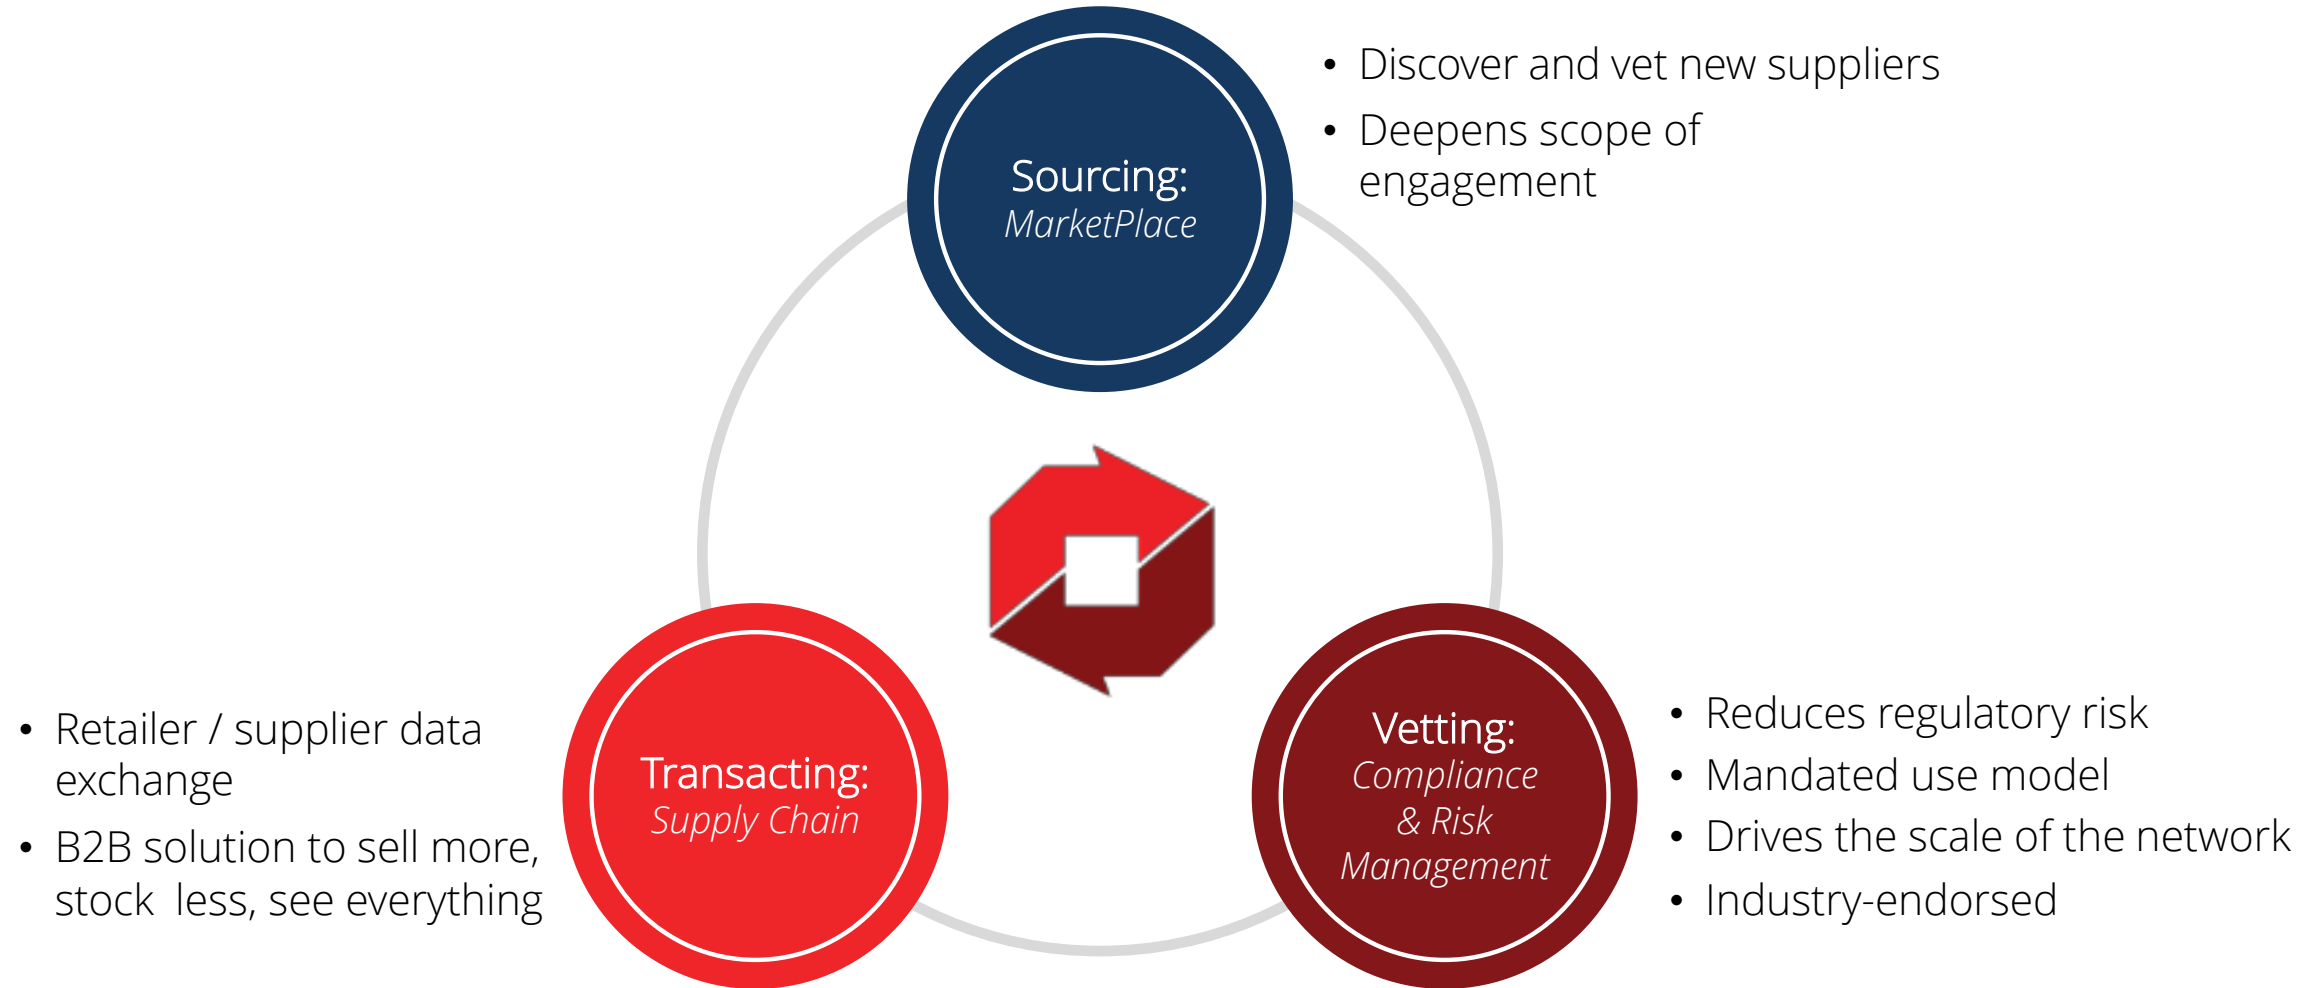 Sourcing:
MarketPlace
• Discover and vet new suppliers
• Deepens scope of
engagement
Transacting:
Supply Chain
• Retailer / supplier data
exchange
• B2B solution to sell more,
stock  less, see everything
Vetting:
Compliance
& Risk
Management
• Reduces regulatory risk
• Mandated use model
• Drives the scale of the network
• Industry-endorsed